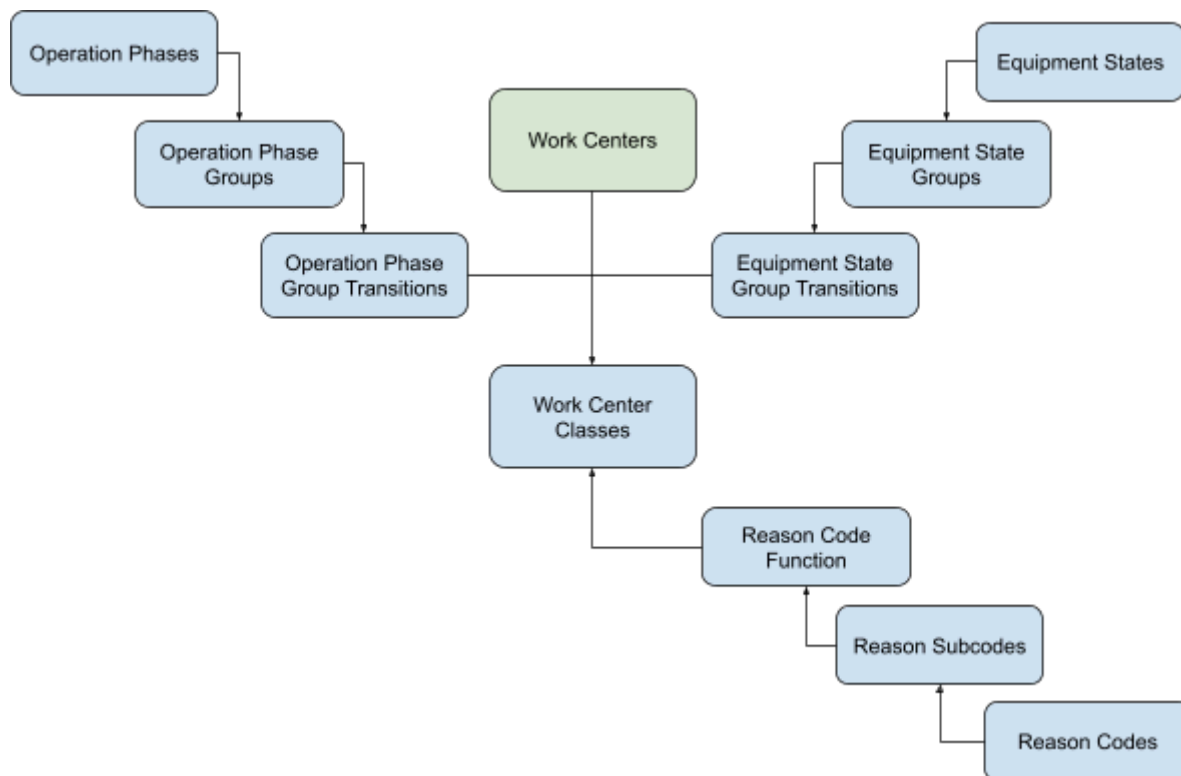 Operation Phases
Equipment States
Work Centers
Operation Phase
Groups
Equipment State
Groups
Operation Phase
Group Transitions
Equipment State
Group Transitions
Work Center
Classes
Reason Code
Function
Reason Subcodes
Reason Codes